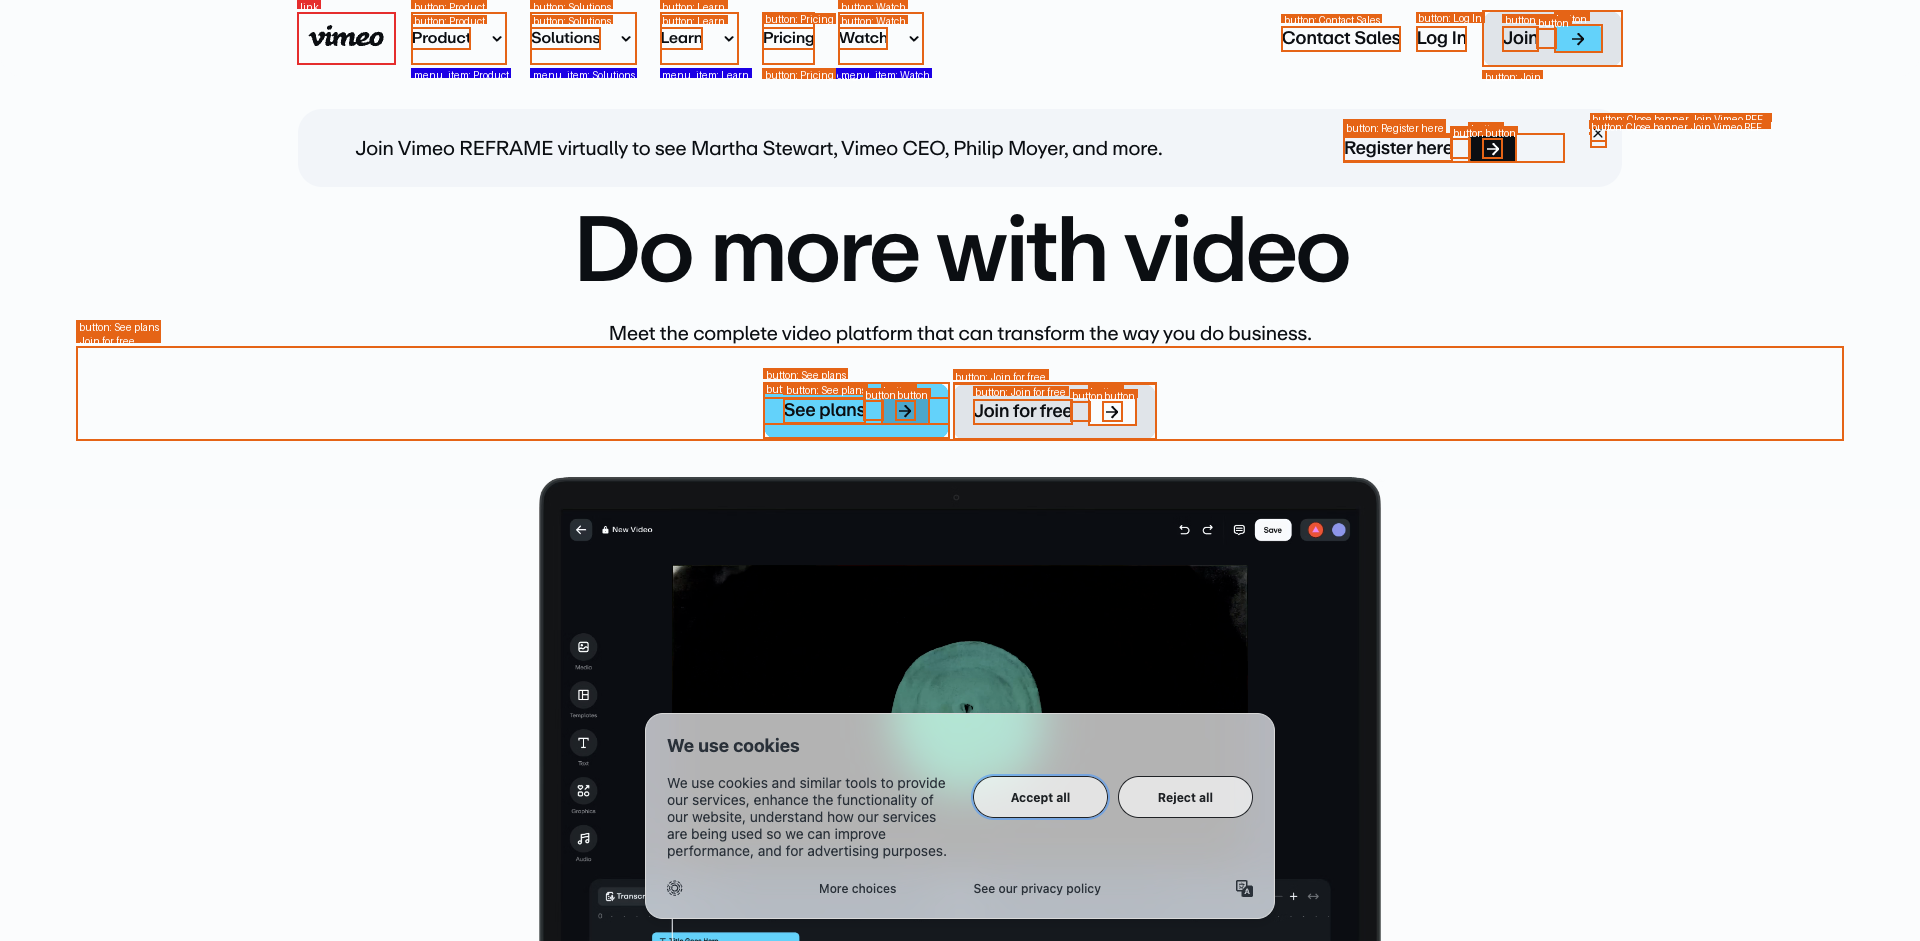 link
button: Product
button: Solutions
button: Learn
button: Watch
button: Product
button: Solutions
button: Learn
button: Pricing
button: Watch
button: Contact Sales
button: Log In
button
button
vimeo
Product
Solutions
Learn
Pricing
Watch
Contact Sales
Log In
Join
menu_item: Product
menu_item: Solutions
menu_item: Learn
button: Pricing
menu_item: Watch
button: Join
button: Close banner. Join Vimeo REF
button: Close banner. Join Vimeo REF
button: Register here
button
button
Join Vimeo REFRAME virtually to see Martha Stewart, Vimeo CEO, Philip Moyer, and more.
Register here
Do more with video
button: See plans
Join for free
Meet the complete video platform that can transform the way you do business.
button: See plans
button: Join for free
but
button: See plans
button
button
button: Join for free
button
button
See plans
Join for free
New Video
Save
Media
Templates
Text
Graphics
Audio
We use cookies
We use cookies and similar tools to provide
our services, enhance the functionality of
our website, understand how our services
are being used so we can improve
performance, and for advertising purposes.
Accept all
Reject all
More choices
See our privacy policy
Transcr
0
Title Goes Here